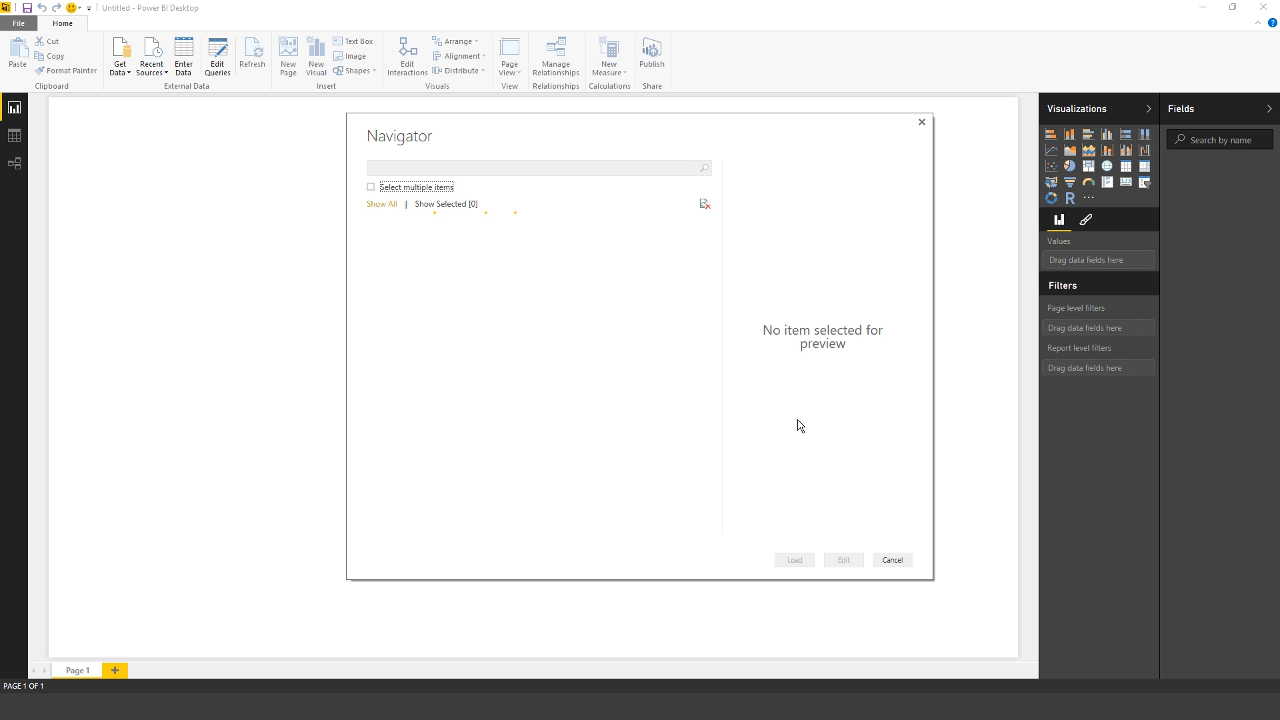 Untitled - Power BI Desktop
File
Home
Paste
Cut
Copy
Format Painter
Clipboard
Get Data
Recent Sources
Enter Data
Edit Queries
Refresh
External Data
New Page
New Visual
Text Box
Image
Shapes
Insert
Edit Interactions
Arrange
Alignment
Distribute
Visuals
Page View
View
Manage Relationships
Relationships
New Measure
Calculations
Publish
Share
Navigator
Select multiple items
Show All | Show Selected [0]
No item selected for
preview
Load
Edit
Cancel
Visualizations
R
Values
Drag data fields here
Filters
Page level filters
Drag data fields here
Report level filters
Drag data fields here
Fields
Search by name
Page 1
PAGE 1 OF 1